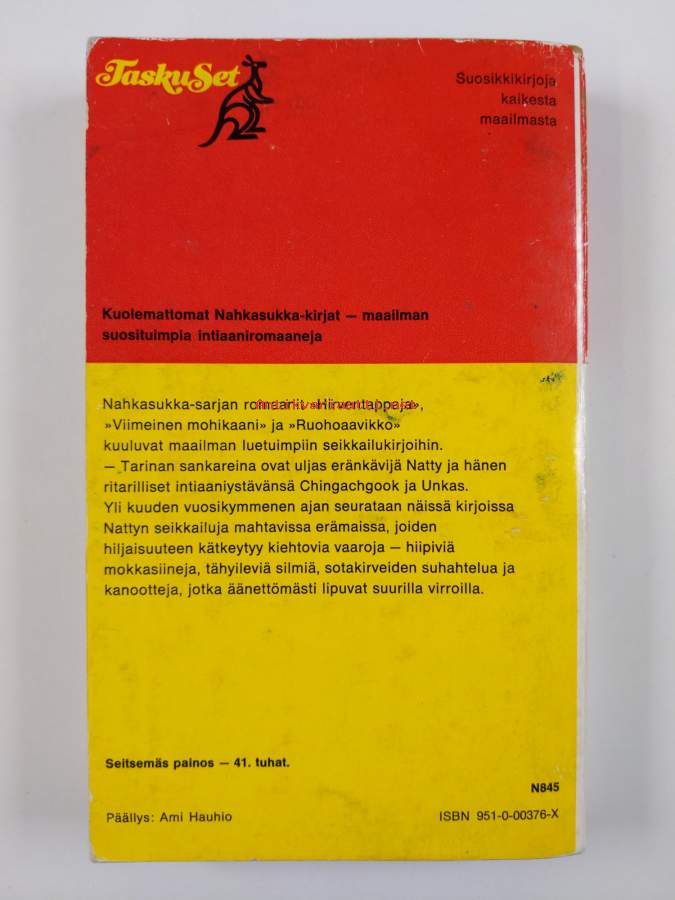 TaskuSet
Suosikkikirjoja
kaikesta
maailmasta
Kuolemattomat Nahkasukka-kirjat — maailman
suosituimpia intiaaniromaaneja
Nahkasukka-sarjan romaanit »Hirventappaja»,
»Viimeinen mohikaani» ja »Ruohoaavikko»
kuuluvat maailman luetuimpiin seikkailukirjoihin.
— Tarinan sankareina ovat uljas eränkävijä Natty ja hänen
ritarilliset intiaaniystävänsä Chingachgook ja Unkas.
Yli kuuden vuosikymmenen ajan seurataan näissä kirjoissa
Nattyn seikkailuja mahtavissa erämaissa, joiden
hiljaisuuteen kätkeytyy kiehtovia vaaroja — hiipiviä
mokkasiineja, tähyileviä silmiä, sotakirveiden suhahtelua ja
kanootteja, jotka äänettömästi lipuvat suurilla virroilla.
Seitsemäs painos — 41. tuhat.
N845
Päällys: Ami Hauhio
ISBN 951-0-00376-X